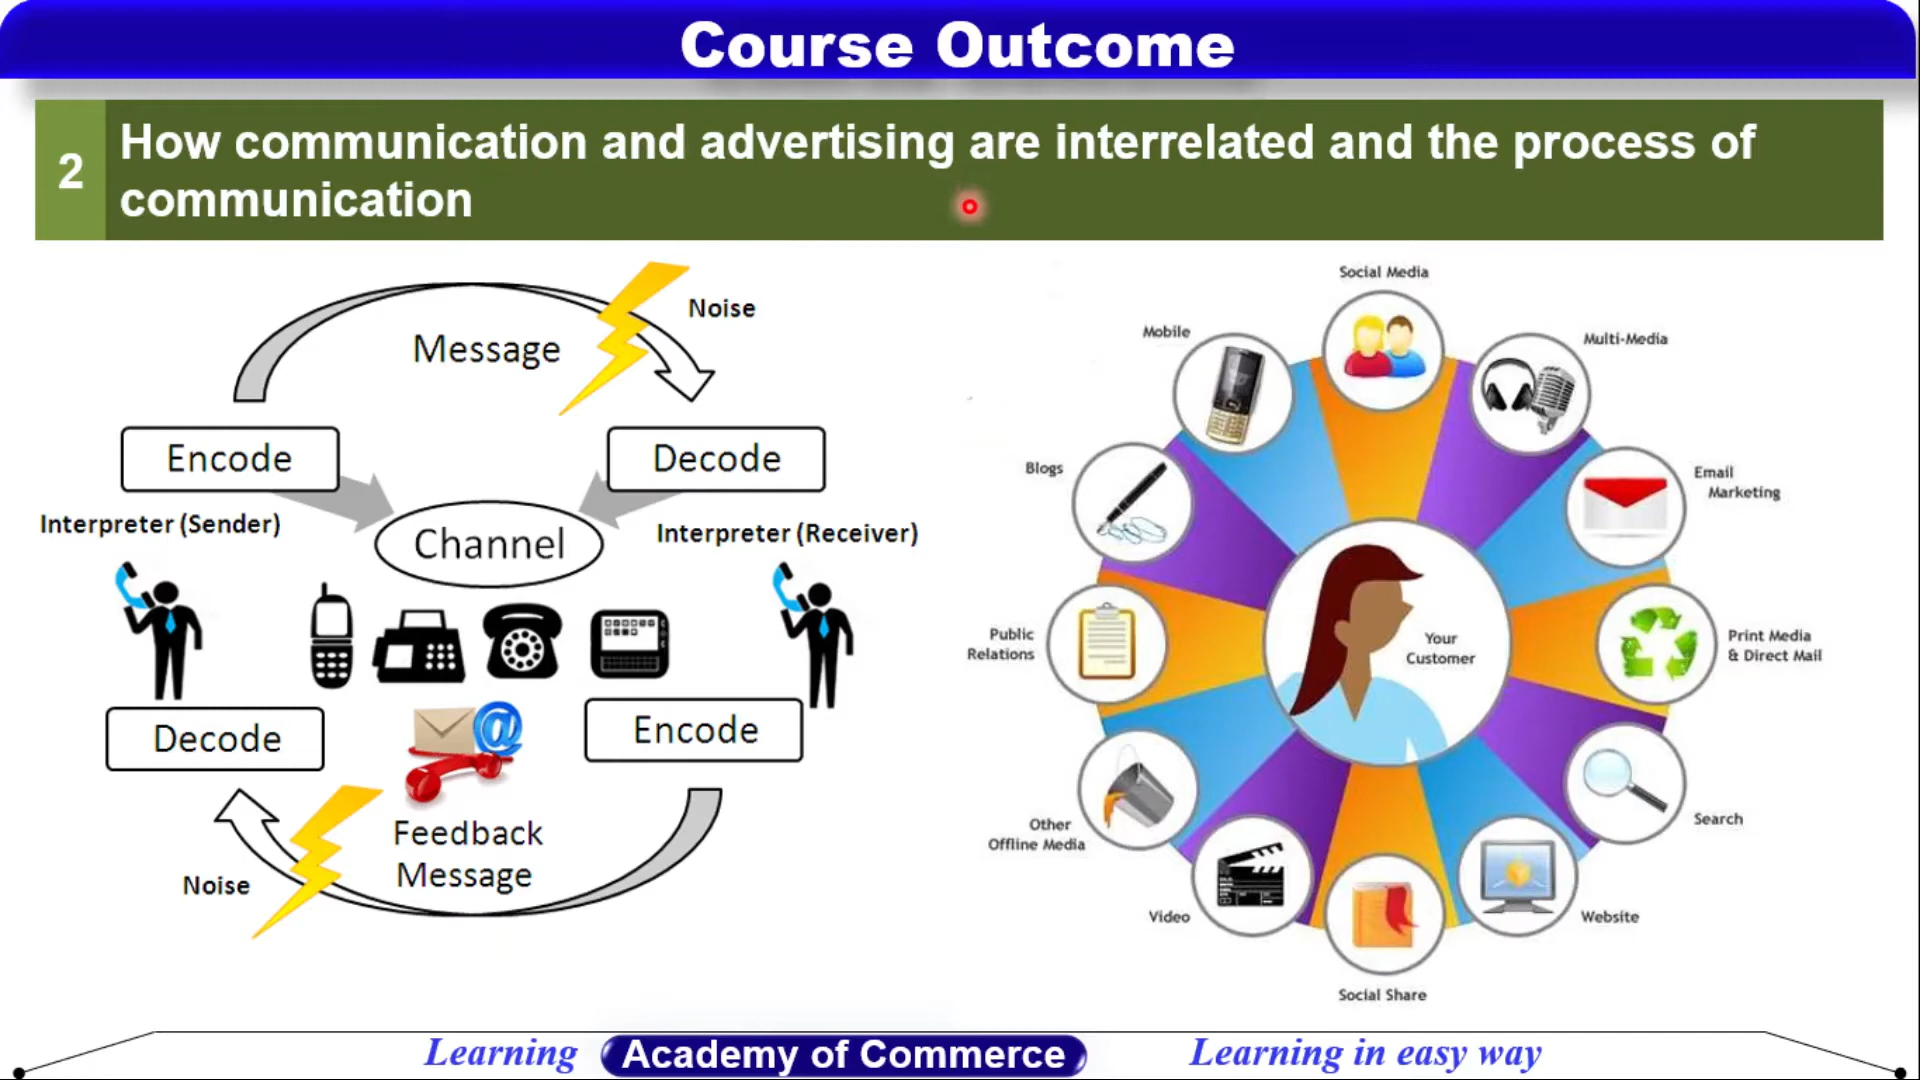 Course Outcome
2
How communication and advertising are interrelated and the process of
communication
Noise
Message
Encode
Decode
Interpreter (Sender)
Channel
Interpreter (Receiver)
Decode
Encode
Feedback
Message
Noise
Social Media
Mobile
Multi-Media
Blogs
Email
Marketing
Public
Relations
Your
Customer
Print Media
& Direct Mail
Other
Offline Media
Search
Video
Website
Social Share
Learning
Academy of Commerce
Learning in easy way